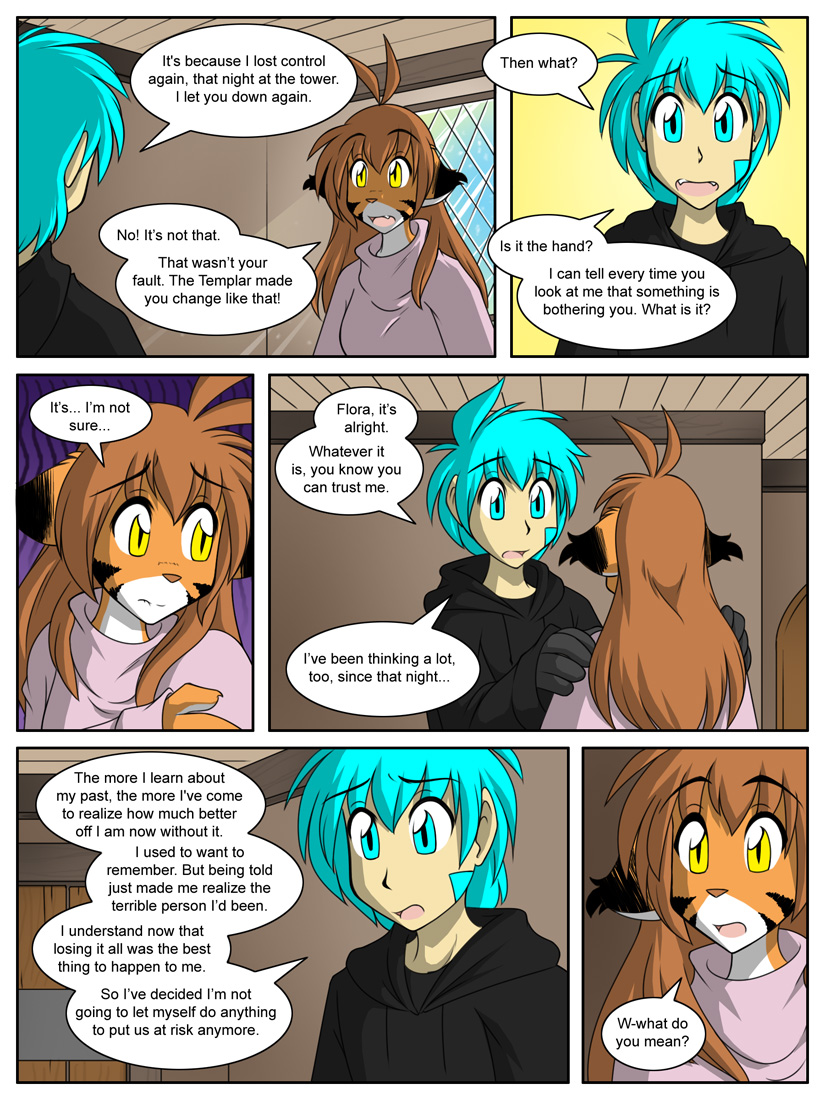 It's because I lost control
again, that night at the tower.
I let you down again.
No! It's not that.
That wasn't your
fault. The Templar made
you change like that!
Then what?
Is it the hand?
I can tell every time you
look at me that something is
bothering you. What is it?
It's... I'm not
sure...
Flora, it's
alright.
Whatever it
is, you know you
can trust me.
I've been thinking a lot,
too, since that night...
The more I learn about
my past, the more I've come
to realize how much better
off I am now without it.
I used to want to
remember. But being told
just made me realize the
terrible person I'd been.
I understand now that
losing it all was the best
thing to happen to me.
So I've decided I'm not
going to let myself do anything
to put us at risk anymore.
W-what do
you mean?